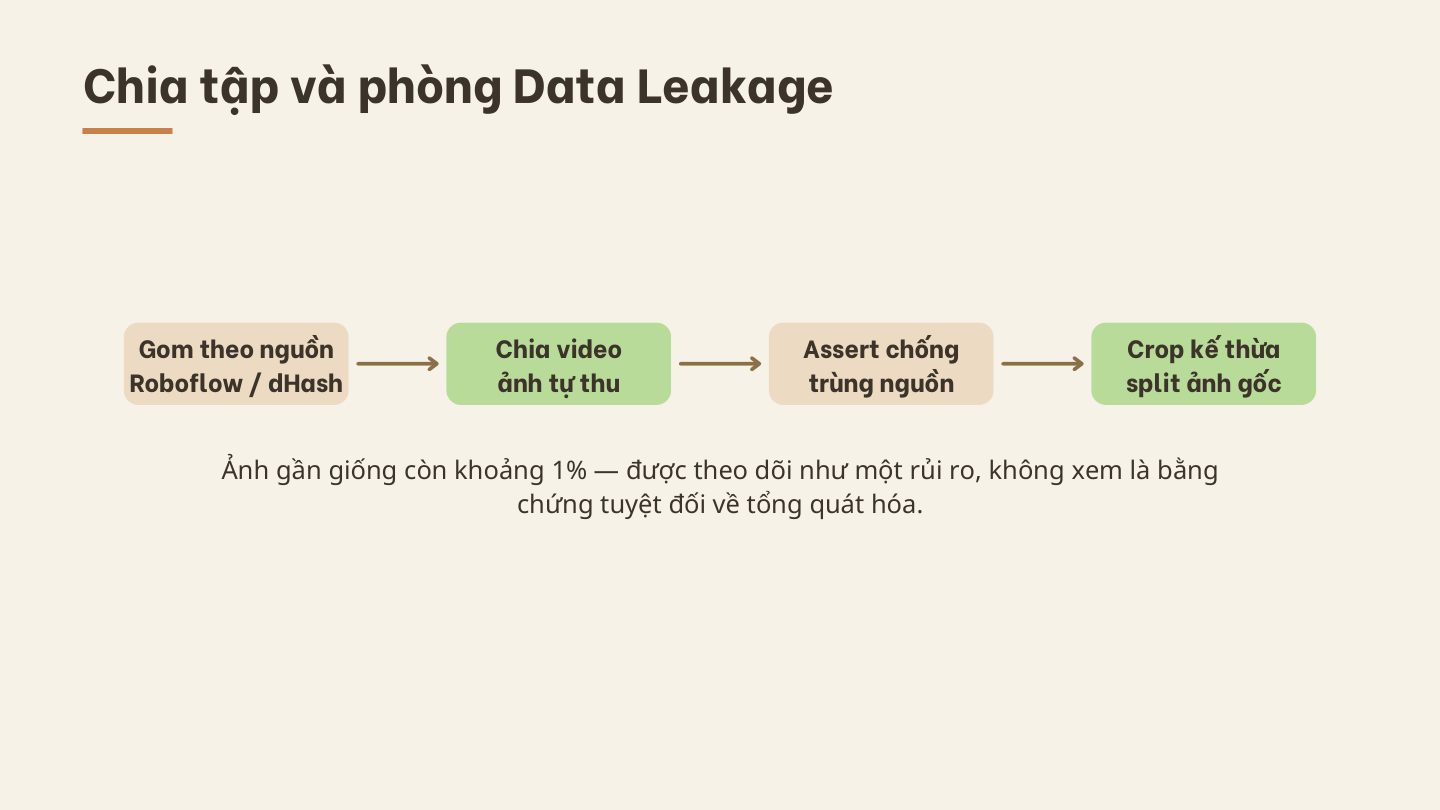 Chia tập và phòng Data Leakage
Gom theo nguồn
Roboflow / dHash
Chia video
ảnh tự thu
Assert chống
trùng nguồn
Crop kế thừa
split ảnh gốc
Ảnh gần giống còn khoảng 1% — được theo dõi như một rủi ro, không xem là bằng
chứng tuyệt đối về tổng quát hóa.